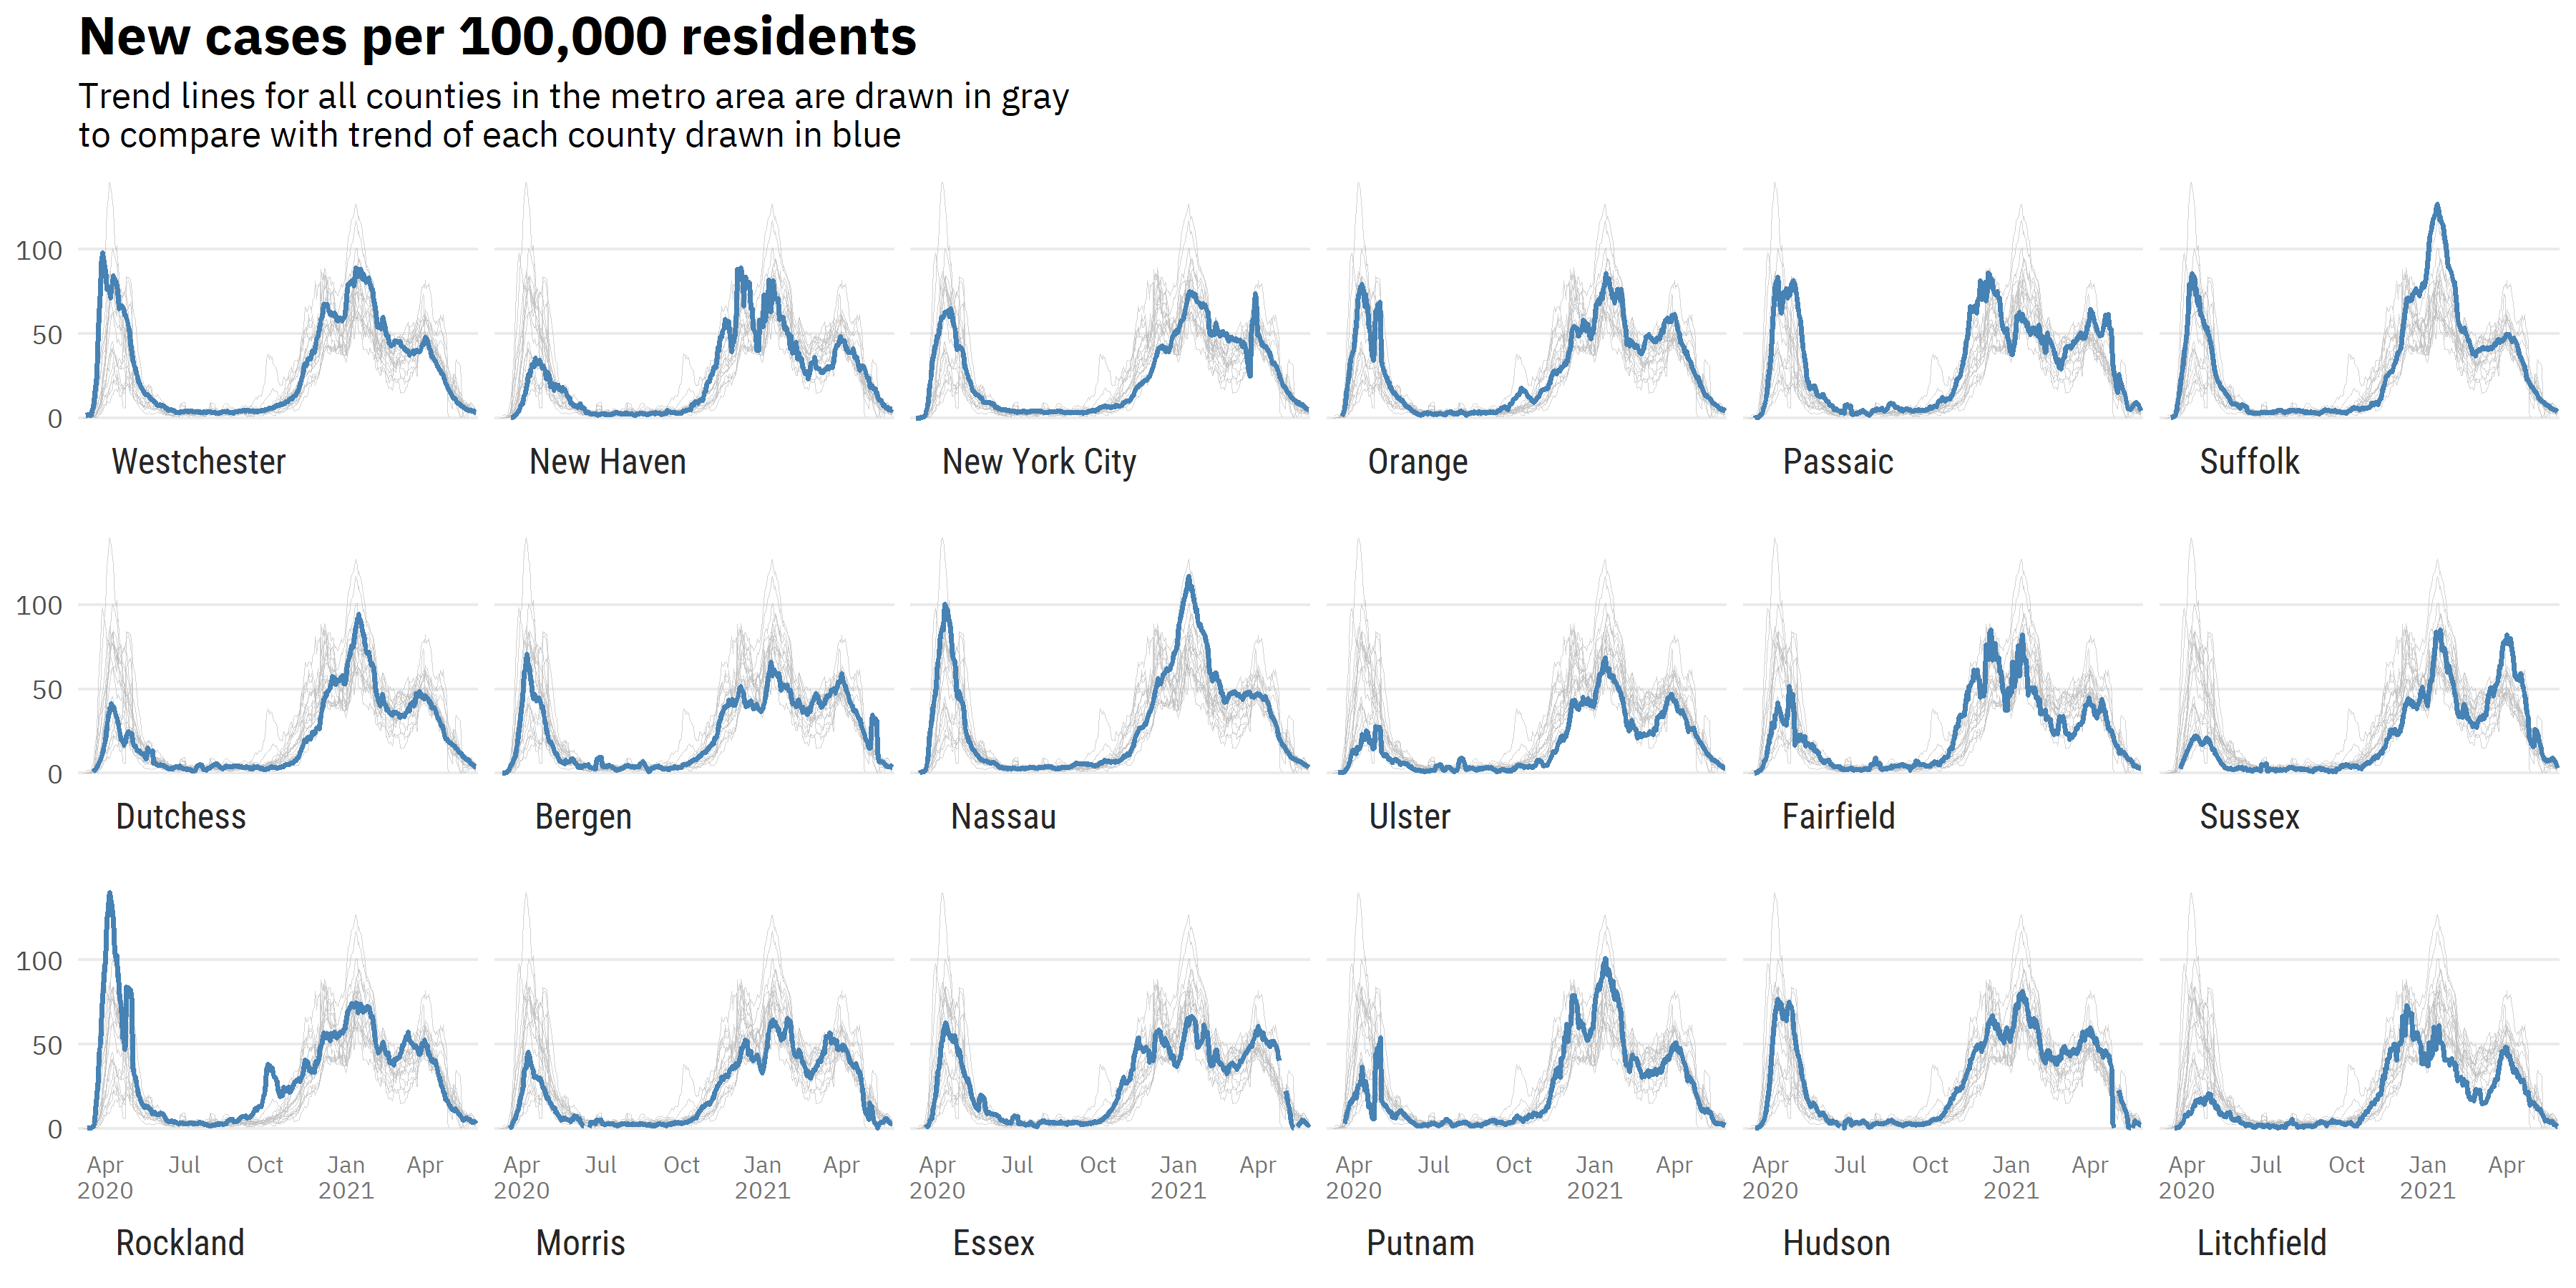 New cases per 100,000 residents
Trend lines for all counties in the metro area are drawn in gray
to compare with trend of each county drawn in blue
100
50
0
Westchester New Haven New York City Orange Passaic Suffolk
100
50
0
Dutchess Bergen Nassau Ulster Fairfield Sussex
100
50
0
Apr Jul Oct Jan Apr Apr Jul Oct Jan Apr Apr Jul Oct Jan Apr Apr Jul Oct Jan Apr Apr Jul Oct Jan Apr Apr Jul Oct Jan Apr
2020 2021 2020 2021 2020 2021 2020 2021 2020 2021 2020 2021
Rockland Morris Essex Putnam Hudson Litchfield